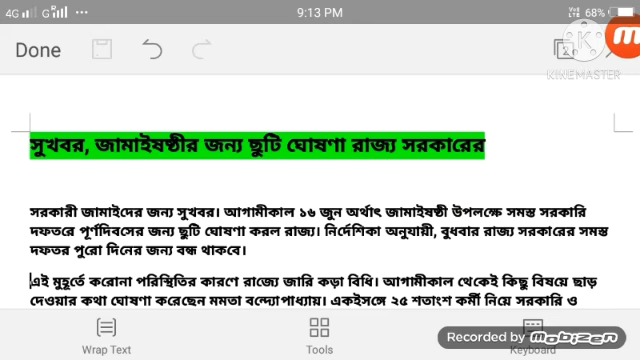 4G G 9:13 PM VoD LTE 68%
Done
KINEMASTER
সুখবর, জামাইষষ্ঠীর জন্য ছুটি ঘোষণা রাজ্য সরকারের
সরকারী জামাইদের জন্য সুখবর। আগামীকাল ১৬ জুন অর্থাৎ জামাইষষ্ঠী উপলক্ষে সমস্ত সরকারি
দফতরে পূর্ণদিবসের জন্য ছুটি ঘোষণা করল রাজ্য। নির্দেশিকা অনুযায়ী, বুধবার রাজ্য সরকারের সমস্ত
দফতর পুরো দিনের জন্য বন্ধ থাকবে।
এই মুহূর্তে করোনা পরিস্থিতির কারণে রাজ্যে জারি কড়া বিধি। আগামীকাল থেকেই কিছু বিষয়ে ছাড়
দেওয়ার কথা ঘোষণা করেছেন মমতা বন্দ্যোপাধ্যায়। একইসঙ্গে ২৫ শতাংশ কর্মী নিয়ে সরকারি ও
Recorded by MOBIZEN
Wrap Text Tools Keyboard